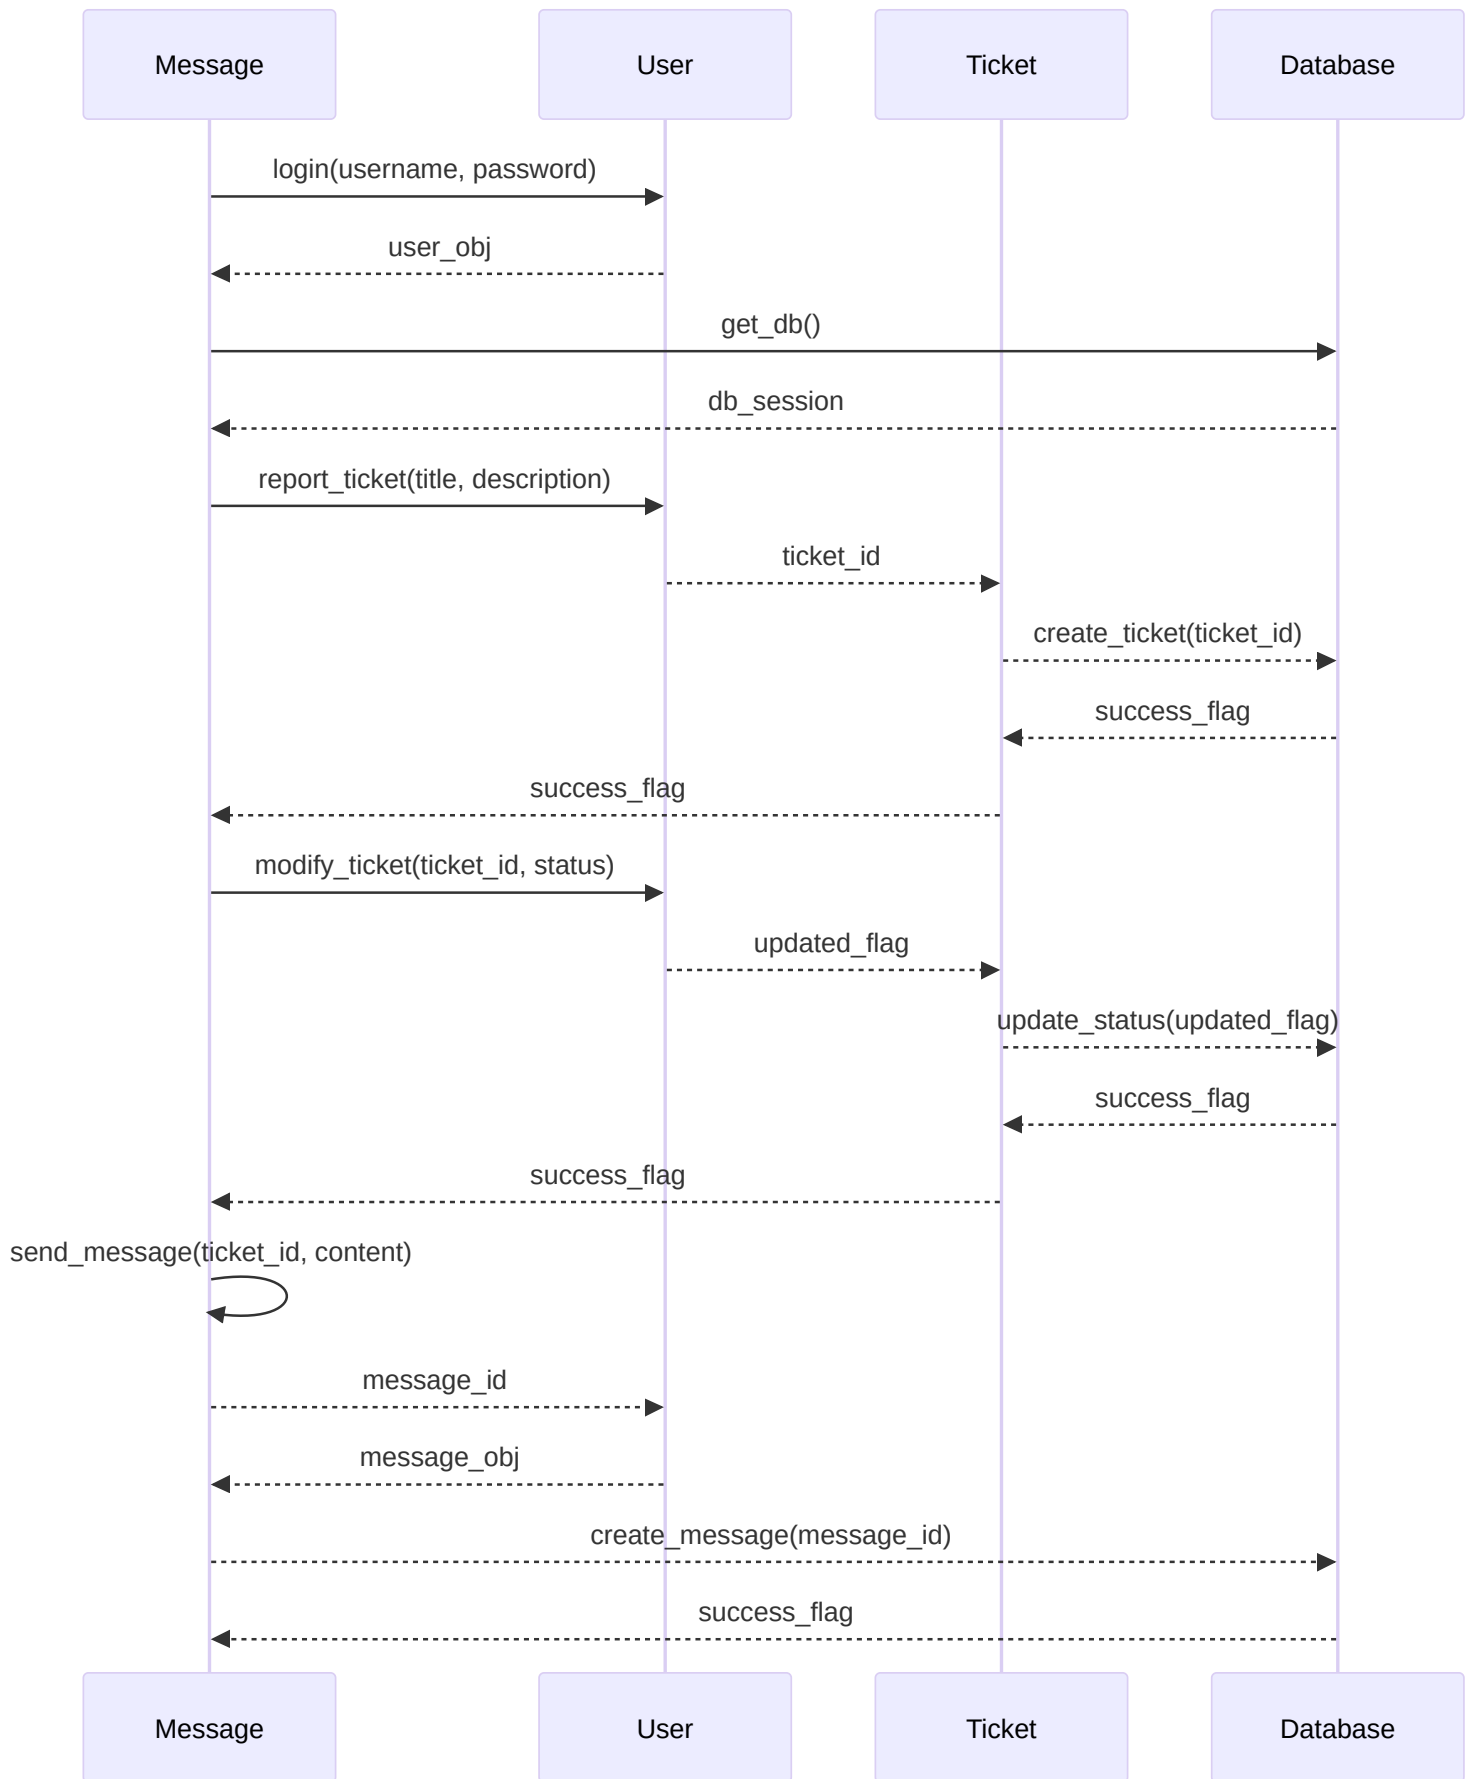 Message
User
Ticket
Database
login(username, password)
user_obj
get_db()
db_session
report_ticket(title, description)
ticket_id
create_ticket(ticket_id)
success_flag
success_flag
modify_ticket(ticket_id, status)
updated_flag
update_status(updated_flag)
success_flag
success_flag
send_message(ticket_id, content)
message_id
message_obj
create_message(message_id)
success_flag
Message
User
Ticket
Database